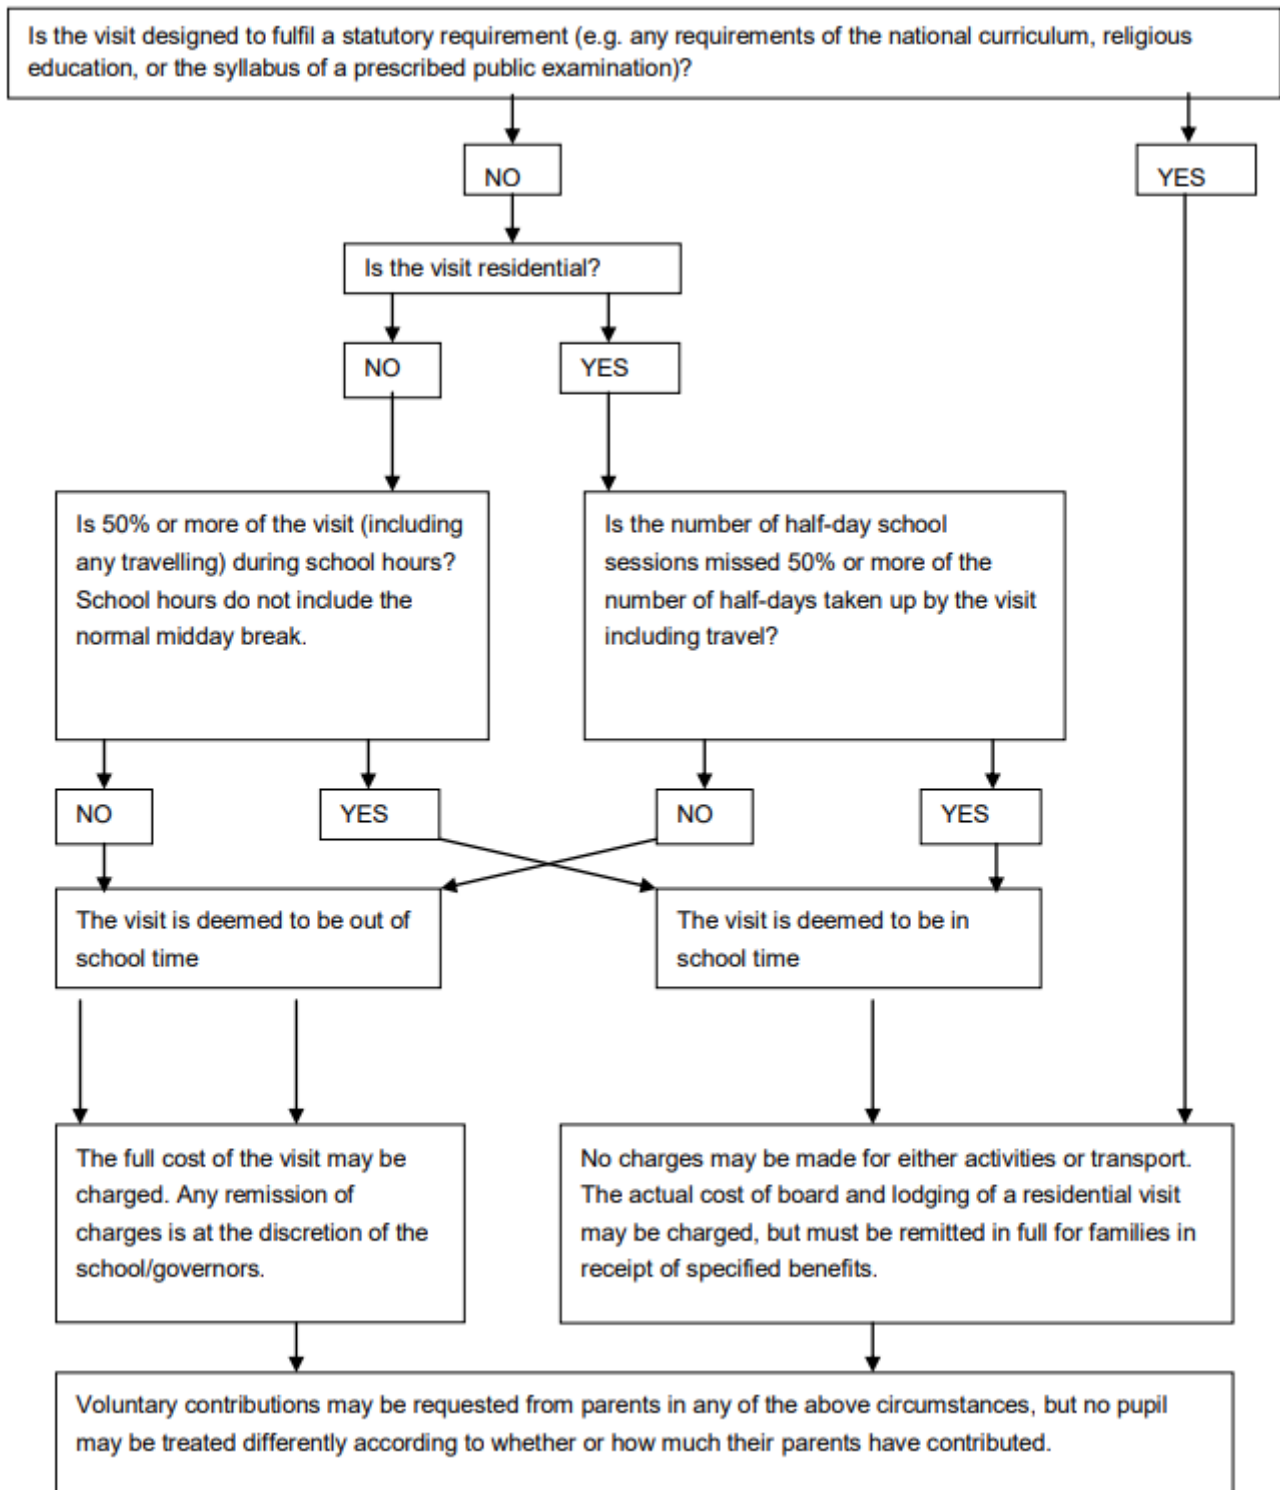 Is the visit designed to fulfil a statutory requirement (e.g. any requirements of the national curriculum, religious
education, or the syllabus of a prescribed public examination)?
NO
YES
Is the visit residential?
NO
YES
Is 50% or more of the visit (including
any travelling) during school hours?
School hours do not include the
normal midday break.
Is the number of half-day school
sessions missed 50% or more of the
number of half-days taken up by the visit
including travel?
NO
YES
NO
YES
The visit is deemed to be out of
school time
The visit is deemed to be in
school time
The full cost of the visit may be
charged. Any remission of
charges is at the discretion of the
school/governors.
No charges may be made for either activities or transport.
The actual cost of board and lodging of a residential visit
may be charged, but must be remitted in full for families in
receipt of specified benefits.
Voluntary contributions may be requested from parents in any of the above circumstances, but no pupil
may be treated differently according to whether or how much their parents have contributed.